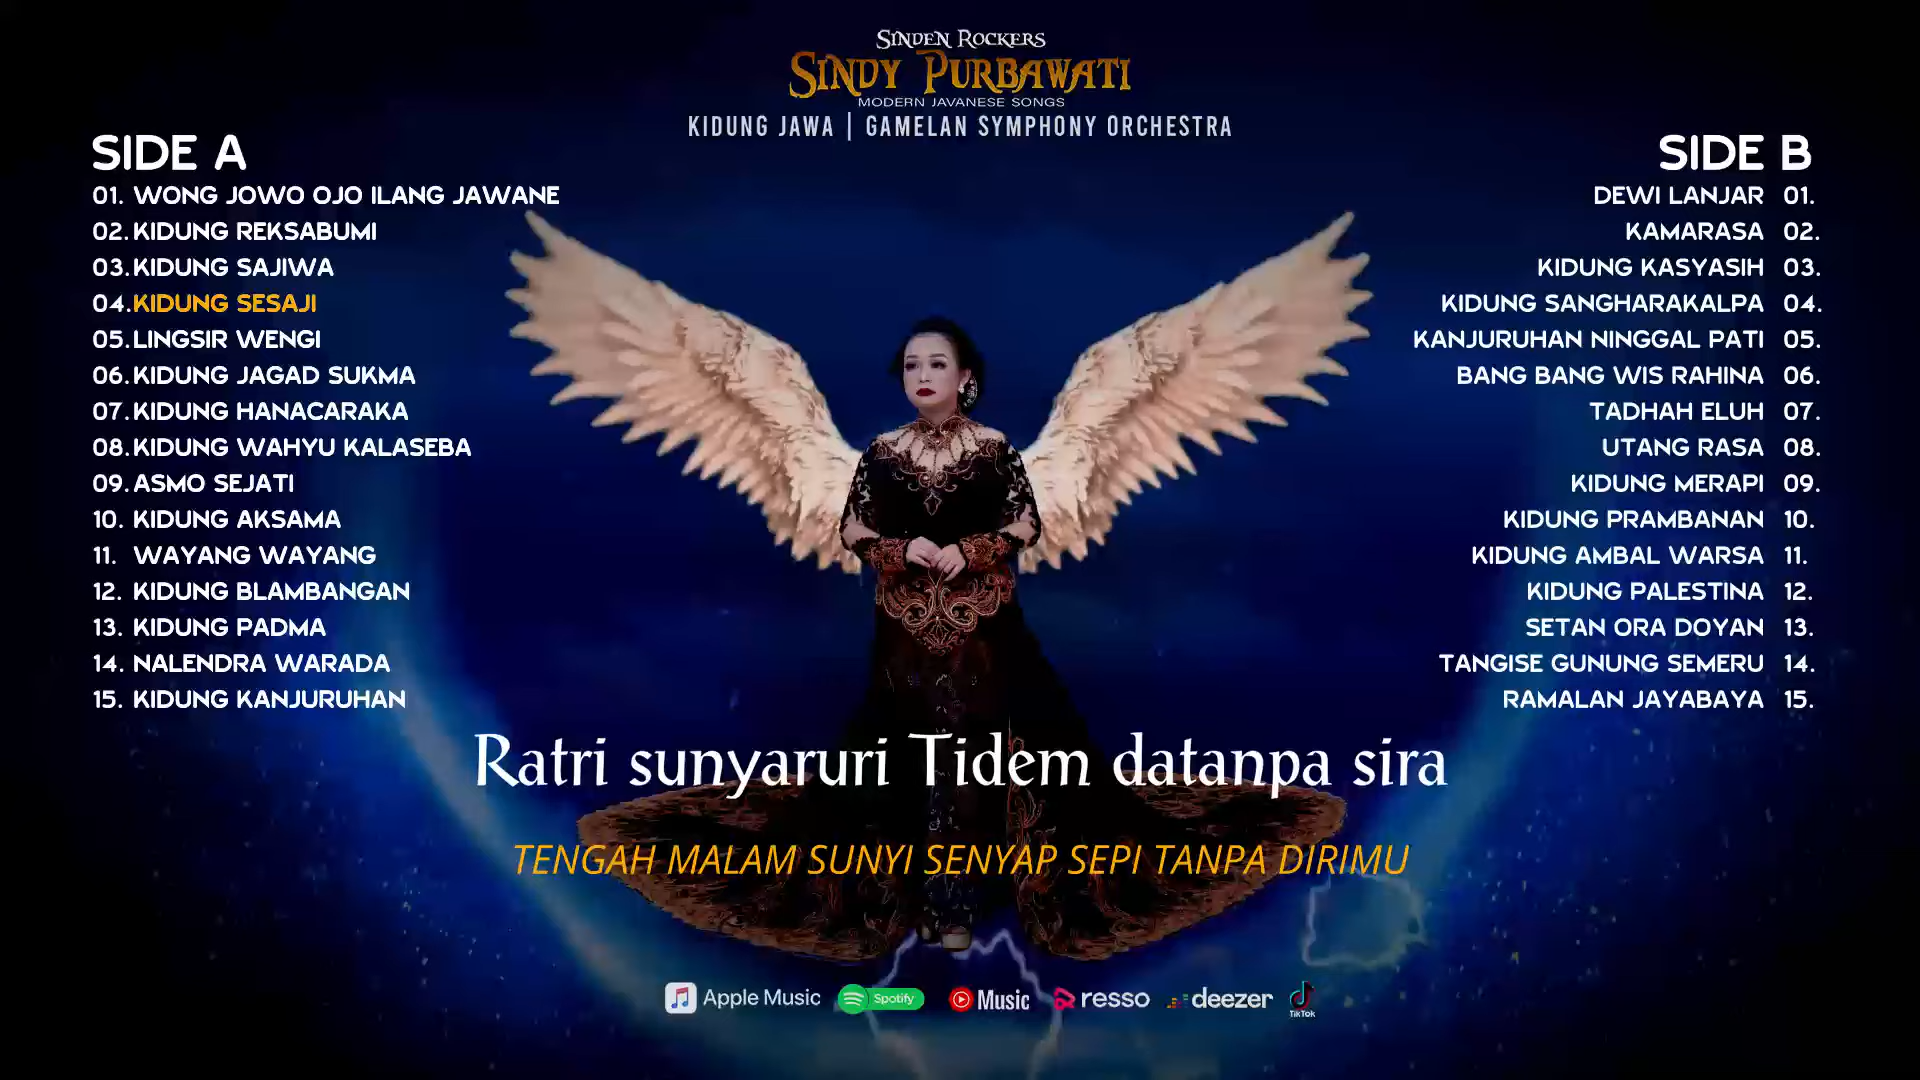 SINDEN ROCKERS
SINDY PURBAWATI
MODERN JAVANESE SONGS
KIDUNG JAWA | GAMELAN SYMPHONY ORCHESTRA
SIDE A
01. WONG JOWO OJO ILANG JAWANE
02. KIDUNG REKSABUMI
03. KIDUNG SAJIWA
04. KIDUNG SESAJI
05. LINGSIR WENGI
06. KIDUNG JAGAD SUKMA
07. KIDUNG HANACARAKA
08. KIDUNG WAHYU KALASEBA
09. ASMO SEJATI
10. KIDUNG AKSAMA
11. WAYANG WAYANG
12. KIDUNG BLAMBANGAN
13. KIDUNG PADMA
14. NALENDRA WARADA
15. KIDUNG KANJURUHAN
SIDE B
DEWI LANJAR 01.
KAMARASA 02.
KIDUNG KASYASIH 03.
KIDUNG SANGHARAKALPA 04.
KANJURUHAN NINGGAL PATI 05.
BANG BANG WIS RAHINA 06.
TADHAH ELUH 07.
UTANG RASA 08.
KIDUNG MERAPI 09.
KIDUNG PRAMBANAN 10.
KIDUNG AMBAL WARSA 11.
KIDUNG PALESTINA 12.
SETAN ORA DOYAN 13.
TANGISE GUNUNG SEMERU 14.
RAMALAN JAYABAYA 15.
Ratri sunyaruri Tidem datanpa sira
TENGAH MALAM SUNYI SENYAP SEPI TANPA DIRIMU
Apple Music Spotify Music resso deezer TikTok